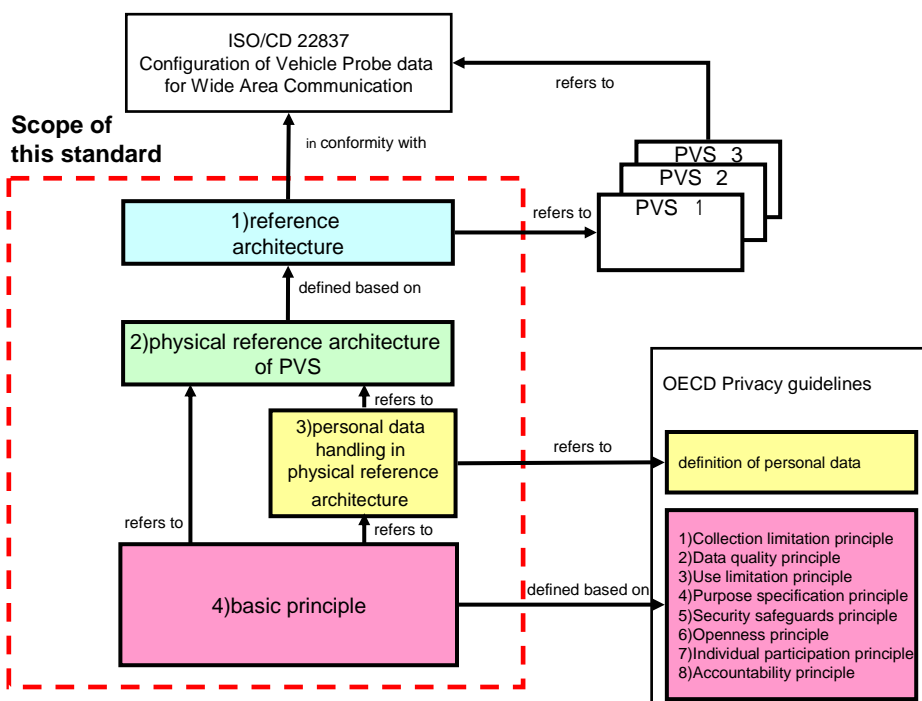 ISO/CD 22837
Configuration of Vehicle Probe data
for Wide Area Communication
refers to
Scope of
this standard
in conformity with
PVS 3
PVS 2
PVS 1
1)reference
architecture
refers to
defined based on
2)physical reference architecture
of PVS
OECD Privacy guidelines
refers to
3)personal data
handling in
physical reference
architecture
refers to
definition of personal data
refers to
refers to
4)basic principle
defined based on
1)Collection limitation principle
2)Data quality principle
3)Use limitation principle
4)Purpose specification principle
5)Security safeguards principle
6)Openness principle
7)Individual participation principle
8)Accountability principle